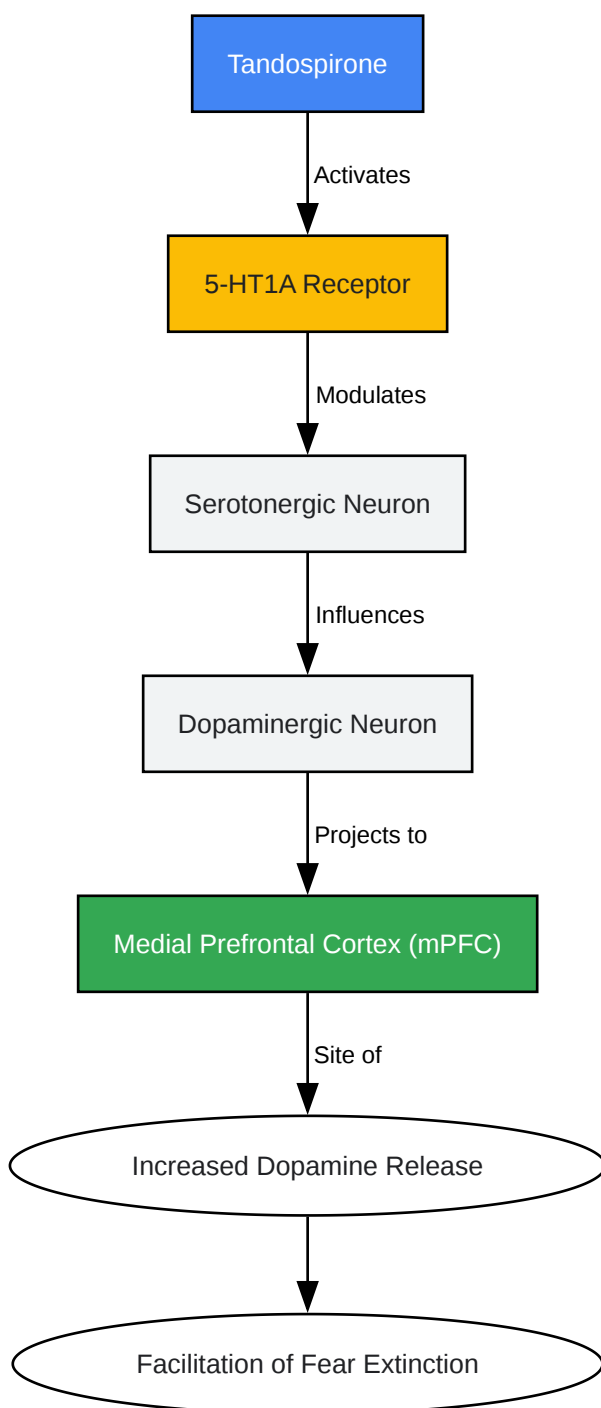 Tandospirone
Activates
5-HT1A Receptor
Modulates
Serotonergic Neuron
Influences
Dopaminergic Neuron
Projects to
Medial Prefrontal Cortex (mPFC)
Site of
Increased Dopamine Release
Facilitation of Fear Extinction